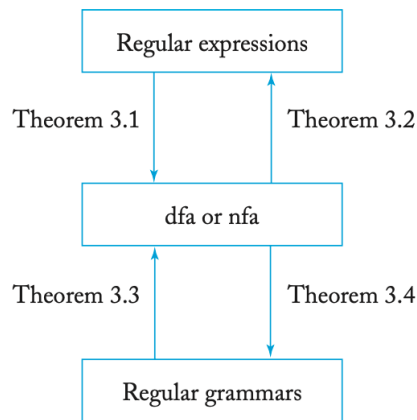 Regular expressions
Theorem 3.1
Theorem 3.2
dfa or nfa
Theorem 3.3
Theorem 3.4
Regular grammars